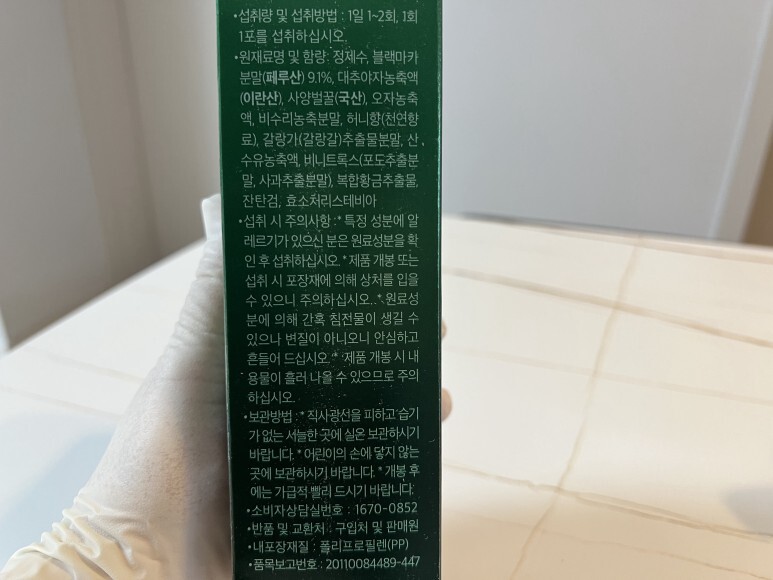 •섭취량 및 섭취방법 : 1일 1~2회, 1회
1포를 섭취하십시오.
•원재료명 및 함량: 정제수, 블랙마카
분말(페루산) 9.1%, 대추야자농축액
(이란산), 사양벌꿀(국산), 오자농축
액, 비수리농축분말, 허니향(천연향
료), 갈랑가(갈랑갈)추출물분말, 산
수유농축액, 비니트록스(포도추출분
말, 사과추출분말), 복합황금추출물,
잔탄검, 효소처리스테비아
•섭취 시 주의사항 : * 특정 성분에 알
레르기가 있으신 분은 원료성분을 확
인 후 섭취하십시오. * 제품 개봉 또는
섭취 시 포장재에 의해 상처를 입을
수 있으니 주의하십시오. * 원료성
분에 의해 간혹 침전물이 생길 수
있으나 변질이 아니오니 안심하고
흔들어 드십시오. * 제품 개봉 시 내
용물이 흘러 나올 수 있으므로 주의
하십시오.
•보관방법 : * 직사광선을 피하고 습기
가 없는 서늘한 곳에 실온 보관하시기
바랍니다. * 어린이의 손에 닿지 않는
곳에 보관하시기 바랍니다. * 개봉 후
에는 가급적 빨리 드시기 바랍니다.
•소비자상담실번호 : 1670-0852
•반품 및 교환처 : 구입처 및 판매원
•내포장재질 : 폴리프로필렌(PP)
•품목보고번호 : 20110084489-447